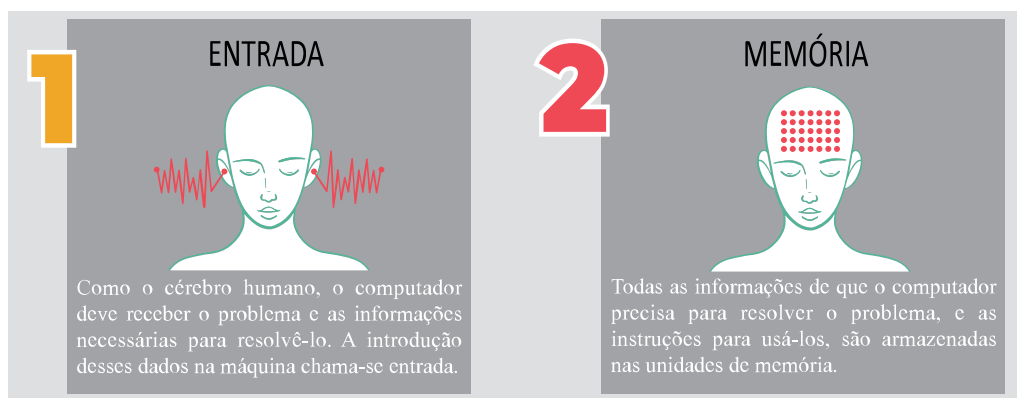 1
ENTRADA
Como o cérebro humano, o computador
deve receber o problema e as informações
necessárias para resolvê-lo. A introdução
desses dados na máquina chama-se entrada.
2
MEMÓRIA
Todas as informações de que o computador
precisa para resolver o problema, e as
instruções para usá-los, são armazenadas
nas unidades de memória.